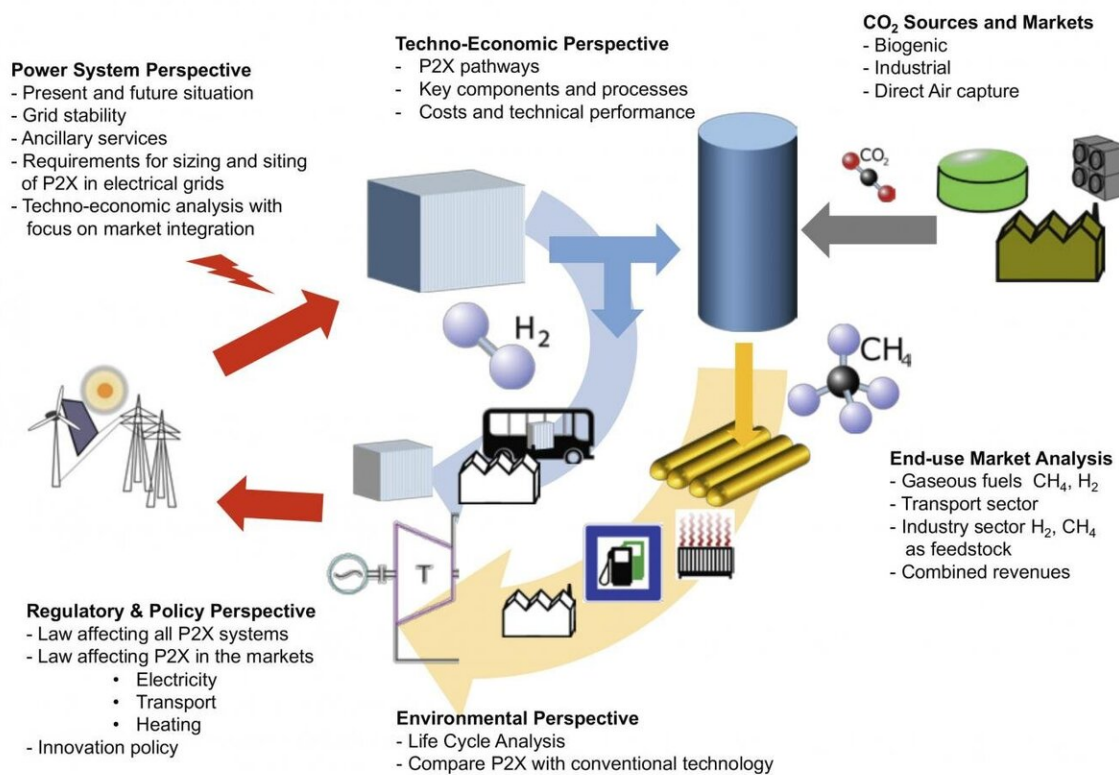 Power System Perspective
- Present and future situation
- Grid stability
- Ancillary services
- Requirements for sizing and siting
of P2X in electrical grids
- Techno-economic analysis with
focus on market integration
Techno-Economic Perspective
- P2X pathways
- Key components and processes
- Costs and technical performance
CO₂ Sources and Markets
- Biogenic
- Industrial
- Direct Air capture
CO₂
H₂
CH₄
T
End-use Market Analysis
- Gaseous fuels CH₄, H₂
- Transport sector
- Industry sector H₂, CH₄
as feedstock
- Combined revenues
Regulatory & Policy Perspective
- Law affecting all P2X systems
- Law affecting P2X in the markets
• Electricity
• Transport
• Heating
- Innovation policy
Environmental Perspective
- Life Cycle Analysis
- Compare P2X with conventional technology